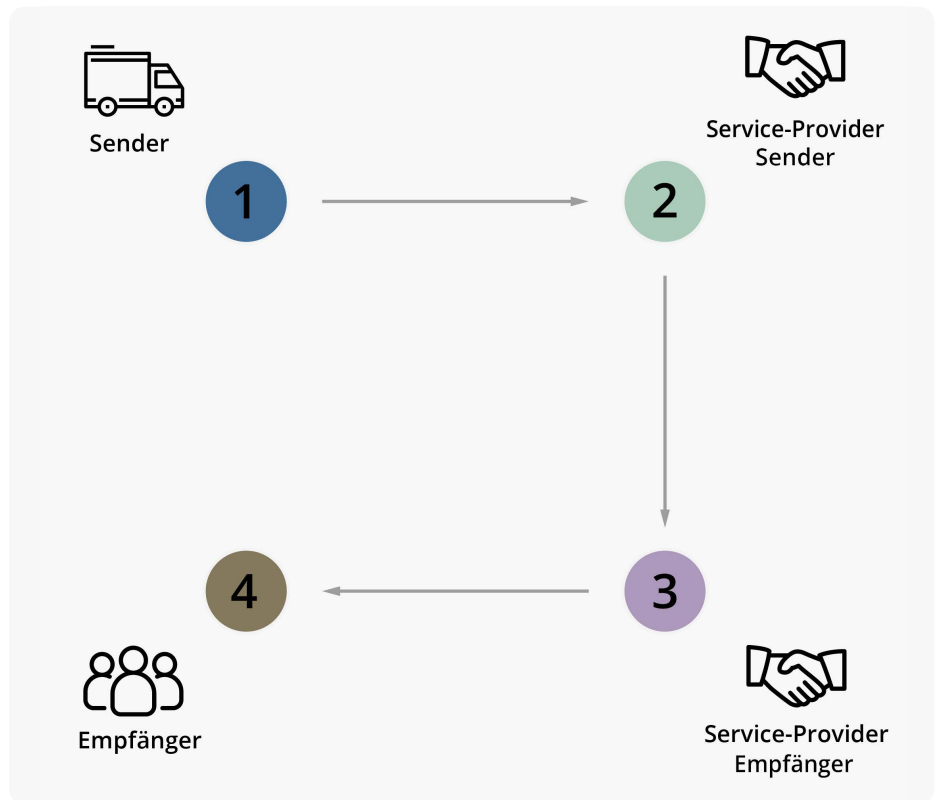 Sender
Service-Provider
Sender
1
2
4
3
Empfänger
Service-Provider
Empfänger